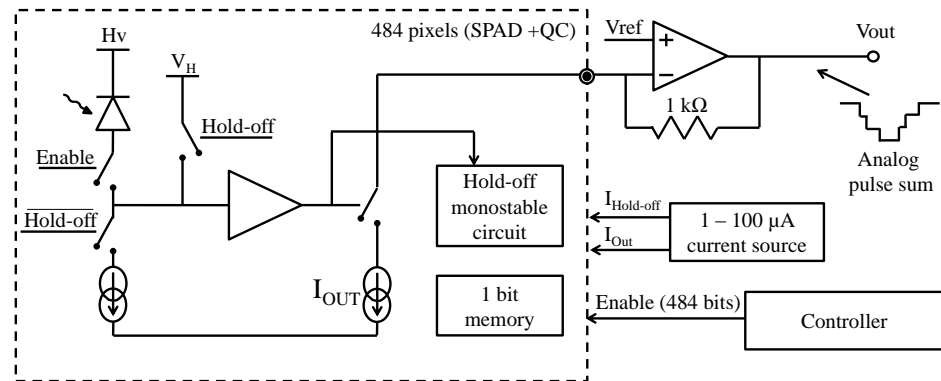 484 pixels (SPAD +QC)
Hv
V_H
Hold-off
Enable
Hold-off
I_OUT
Hold-off
monostable
circuit
1 bit
memory
Vref
+
−
1 kΩ
Vout
Analog
pulse sum
I_Hold-off
I_Out
1 – 100 µA
current source
Enable (484 bits)
Controller